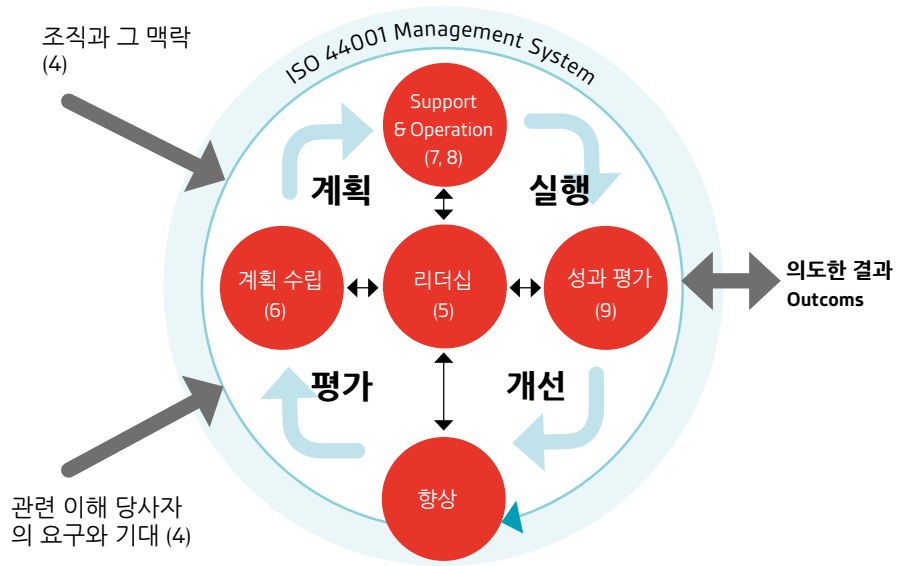 조직과 그 맥락
(4)
ISO 44001 Management System
Support
& Operation
(7, 8)
계획
실행
계획 수립
(6)
리더십
(5)
성과 평가
(9)
의도한 결과
Outcoms
평가
개선
향상
관련 이해 당사자
의 요구와 기대 (4)